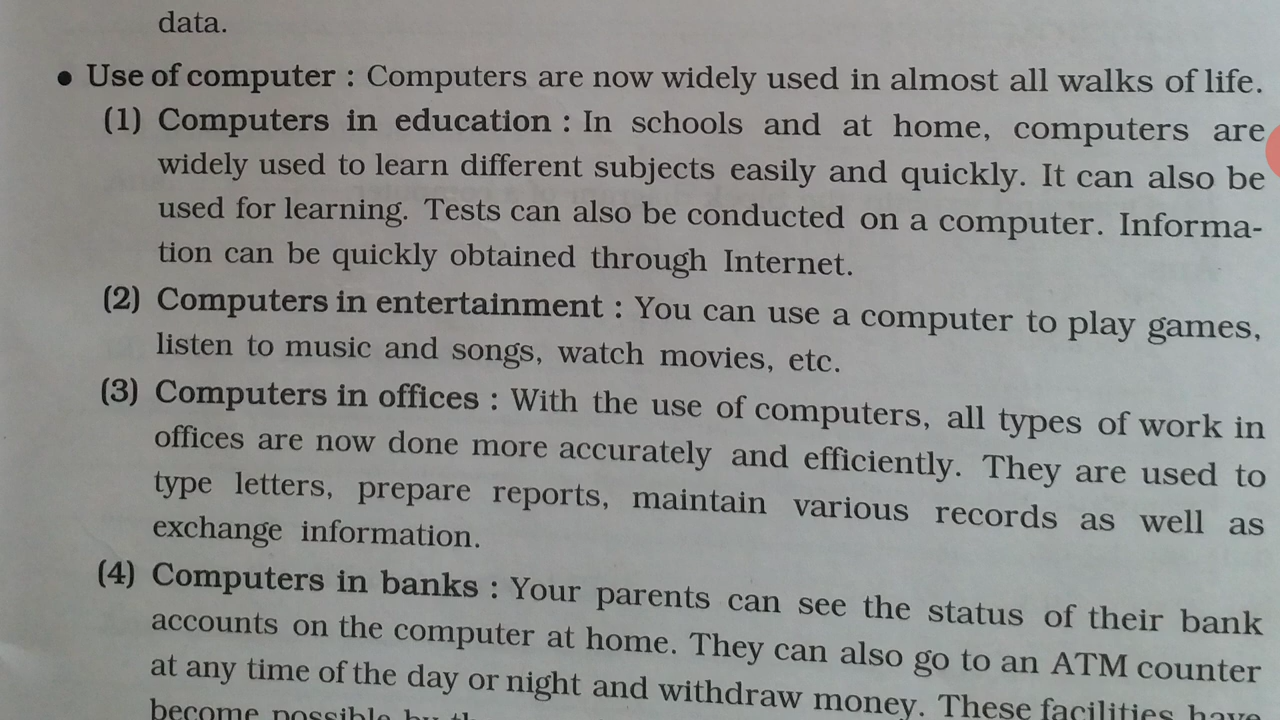 data.
● Use of computer : Computers are now widely used in almost all walks of life.
(1) Computers in education : In schools and at home, computers are
widely used to learn different subjects easily and quickly. It can also be
used for learning. Tests can also be conducted on a computer. Informa-
tion can be quickly obtained through Internet.
(2) Computers in entertainment : You can use a computer to play games,
listen to music and songs, watch movies, etc.
(3) Computers in offices : With the use of computers, all types of work in
offices are now done more accurately and efficiently. They are used to
type letters, prepare reports, maintain various records as well as
exchange information.
(4) Computers in banks : Your parents can see the status of their bank
accounts on the computer at home. They can also go to an ATM counter
at any time of the day or night and withdraw money. These facilities have
become possible by